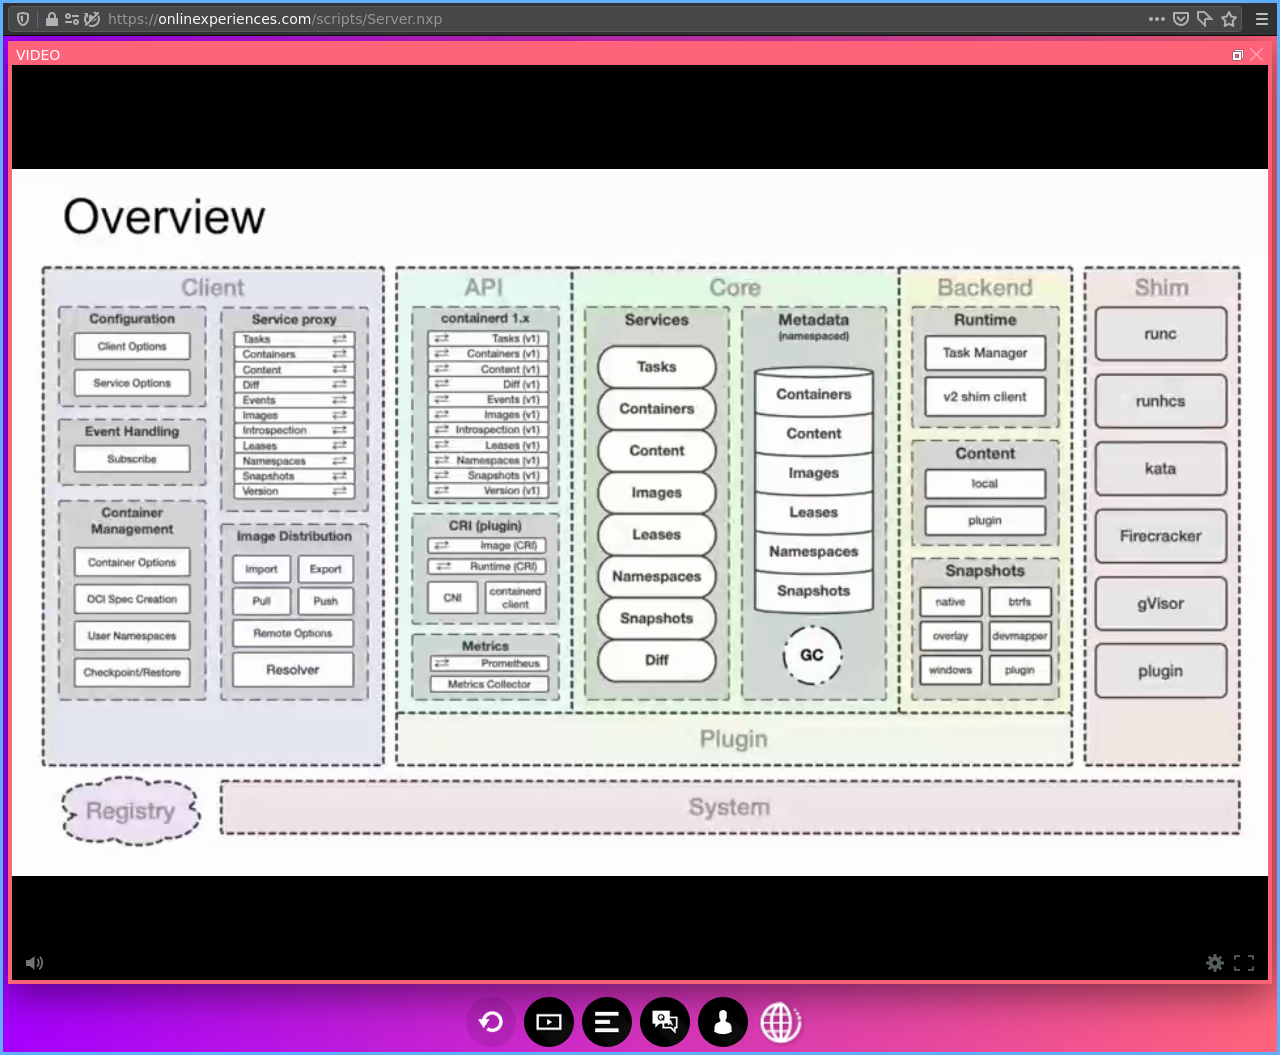 https://onlinexperiences.com/scripts/Server.nxp
VIDEO
Overview
Client
Configuration
Client Options
Service Options
Event Handling
Subscribe
Container
Management
Container Options
OCI Spec Creation
User Namespaces
Checkpoint/Restore
Service proxy
Tasks
Containers
Content
Diff
Events
Images
Introspection
Leases
Namespaces
Snapshots
Version
Image Distribution
Import
Export
Pull
Push
Remote Options
Resolver
API
containerd 1.x
Tasks (v1)
Containers (v1)
Content (v1)
Diff (v1)
Events (v1)
Images (v1)
Introspection (v1)
Leases (v1)
Namespaces (v1)
Snapshots (v1)
Version (v1)
CRI (plugin)
Image (CRI)
Runtime (CRI)
CNI
containerd
client
Metrics
Prometheus
Metrics Collector
Core
Services
Tasks
Containers
Content
Images
Leases
Namespaces
Snapshots
Diff
Metadata
(namespaced)
Containers
Content
Images
Leases
Namespaces
Snapshots
GC
Backend
Runtime
Task Manager
v2 shim client
Content
local
plugin
Snapshots
native
btrfs
overlay
devmapper
windows
plugin
Shim
runc
runhcs
kata
Firecracker
gVisor
plugin
Plugin
Registry
System